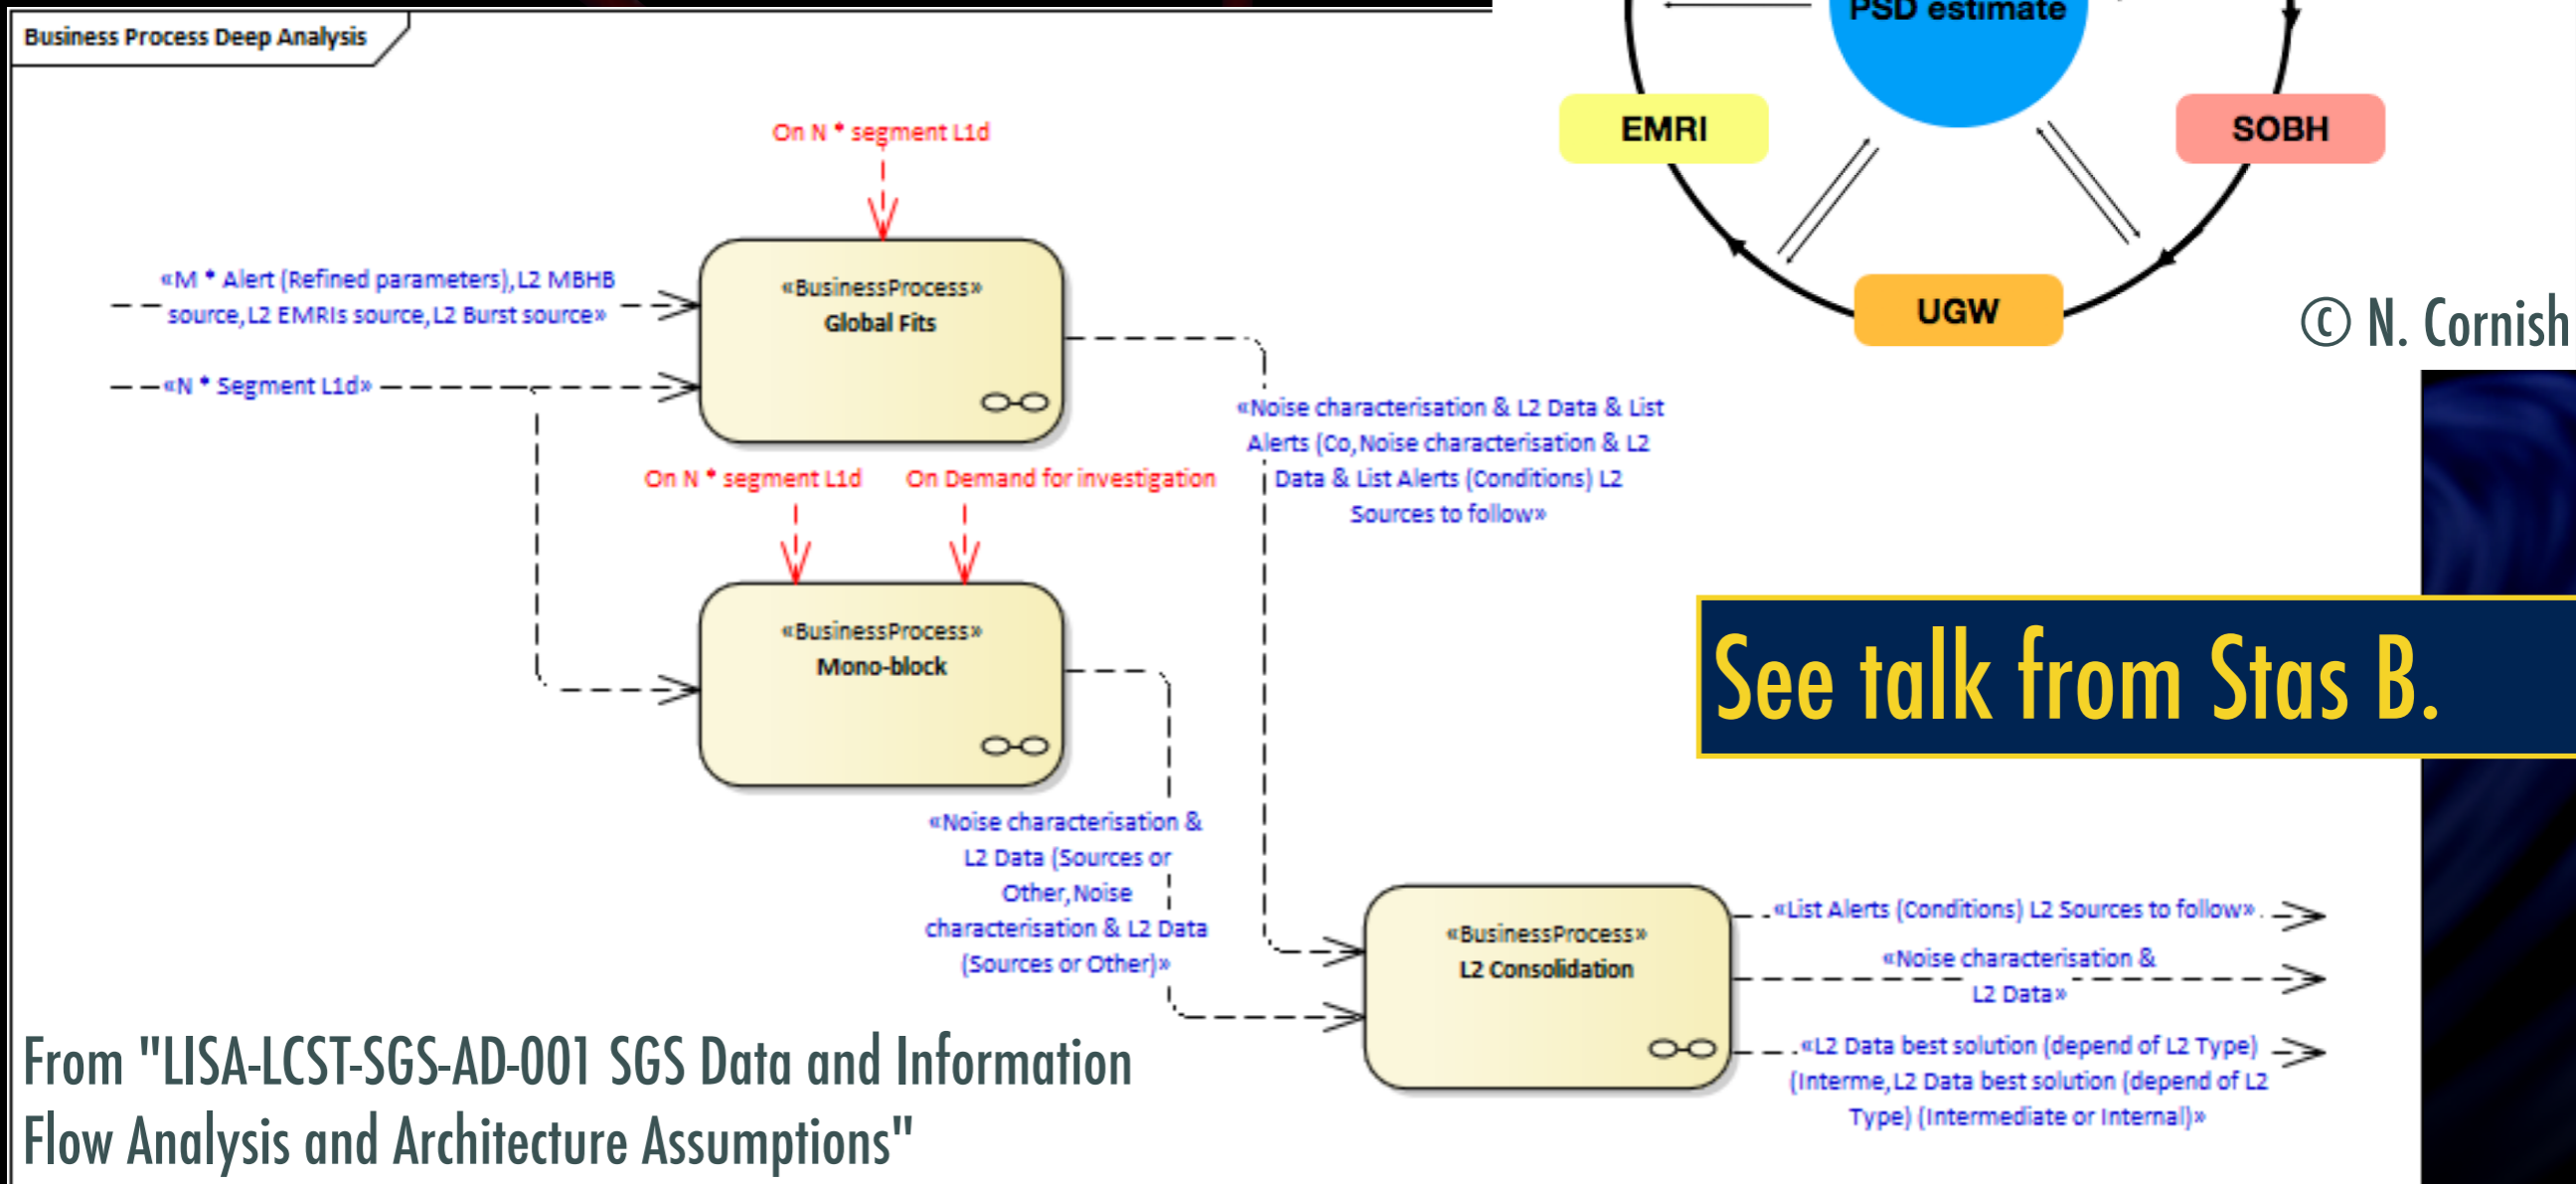 Business Process Deep Analysis
On N * segment L1d
«M * Alert (Refined parameters),L2 MBHB
source,L2 EMRIs source,L2 Burst source»
«N * Segment L1d»
«BusinessProcess»
Global Fits
«Noise characterisation & L2 Data & List
Alerts (Co,Noise characterisation & L2
Data & List Alerts (Conditions) L2
Sources to follow»
On N * segment L1d
On Demand for investigation
«BusinessProcess»
Mono-block
«Noise characterisation &
L2 Data (Sources or
Other,Noise
characterisation & L2 Data
(Sources or Other)»
«BusinessProcess»
L2 Consolidation
«List Alerts (Conditions) L2 Sources to follow»
«Noise characterisation &
L2 Data»
«L2 Data best solution (depend of L2 Type)
(Interme,L2 Data best solution (depend of L2
Type) (Intermediate or Internal)»
PSD estimate
EMRI
SOBH
UGW
© N. Cornish
See talk from Stas B.
From "LISA-LCST-SGS-AD-001 SGS Data and Information
Flow Analysis and Architecture Assumptions"